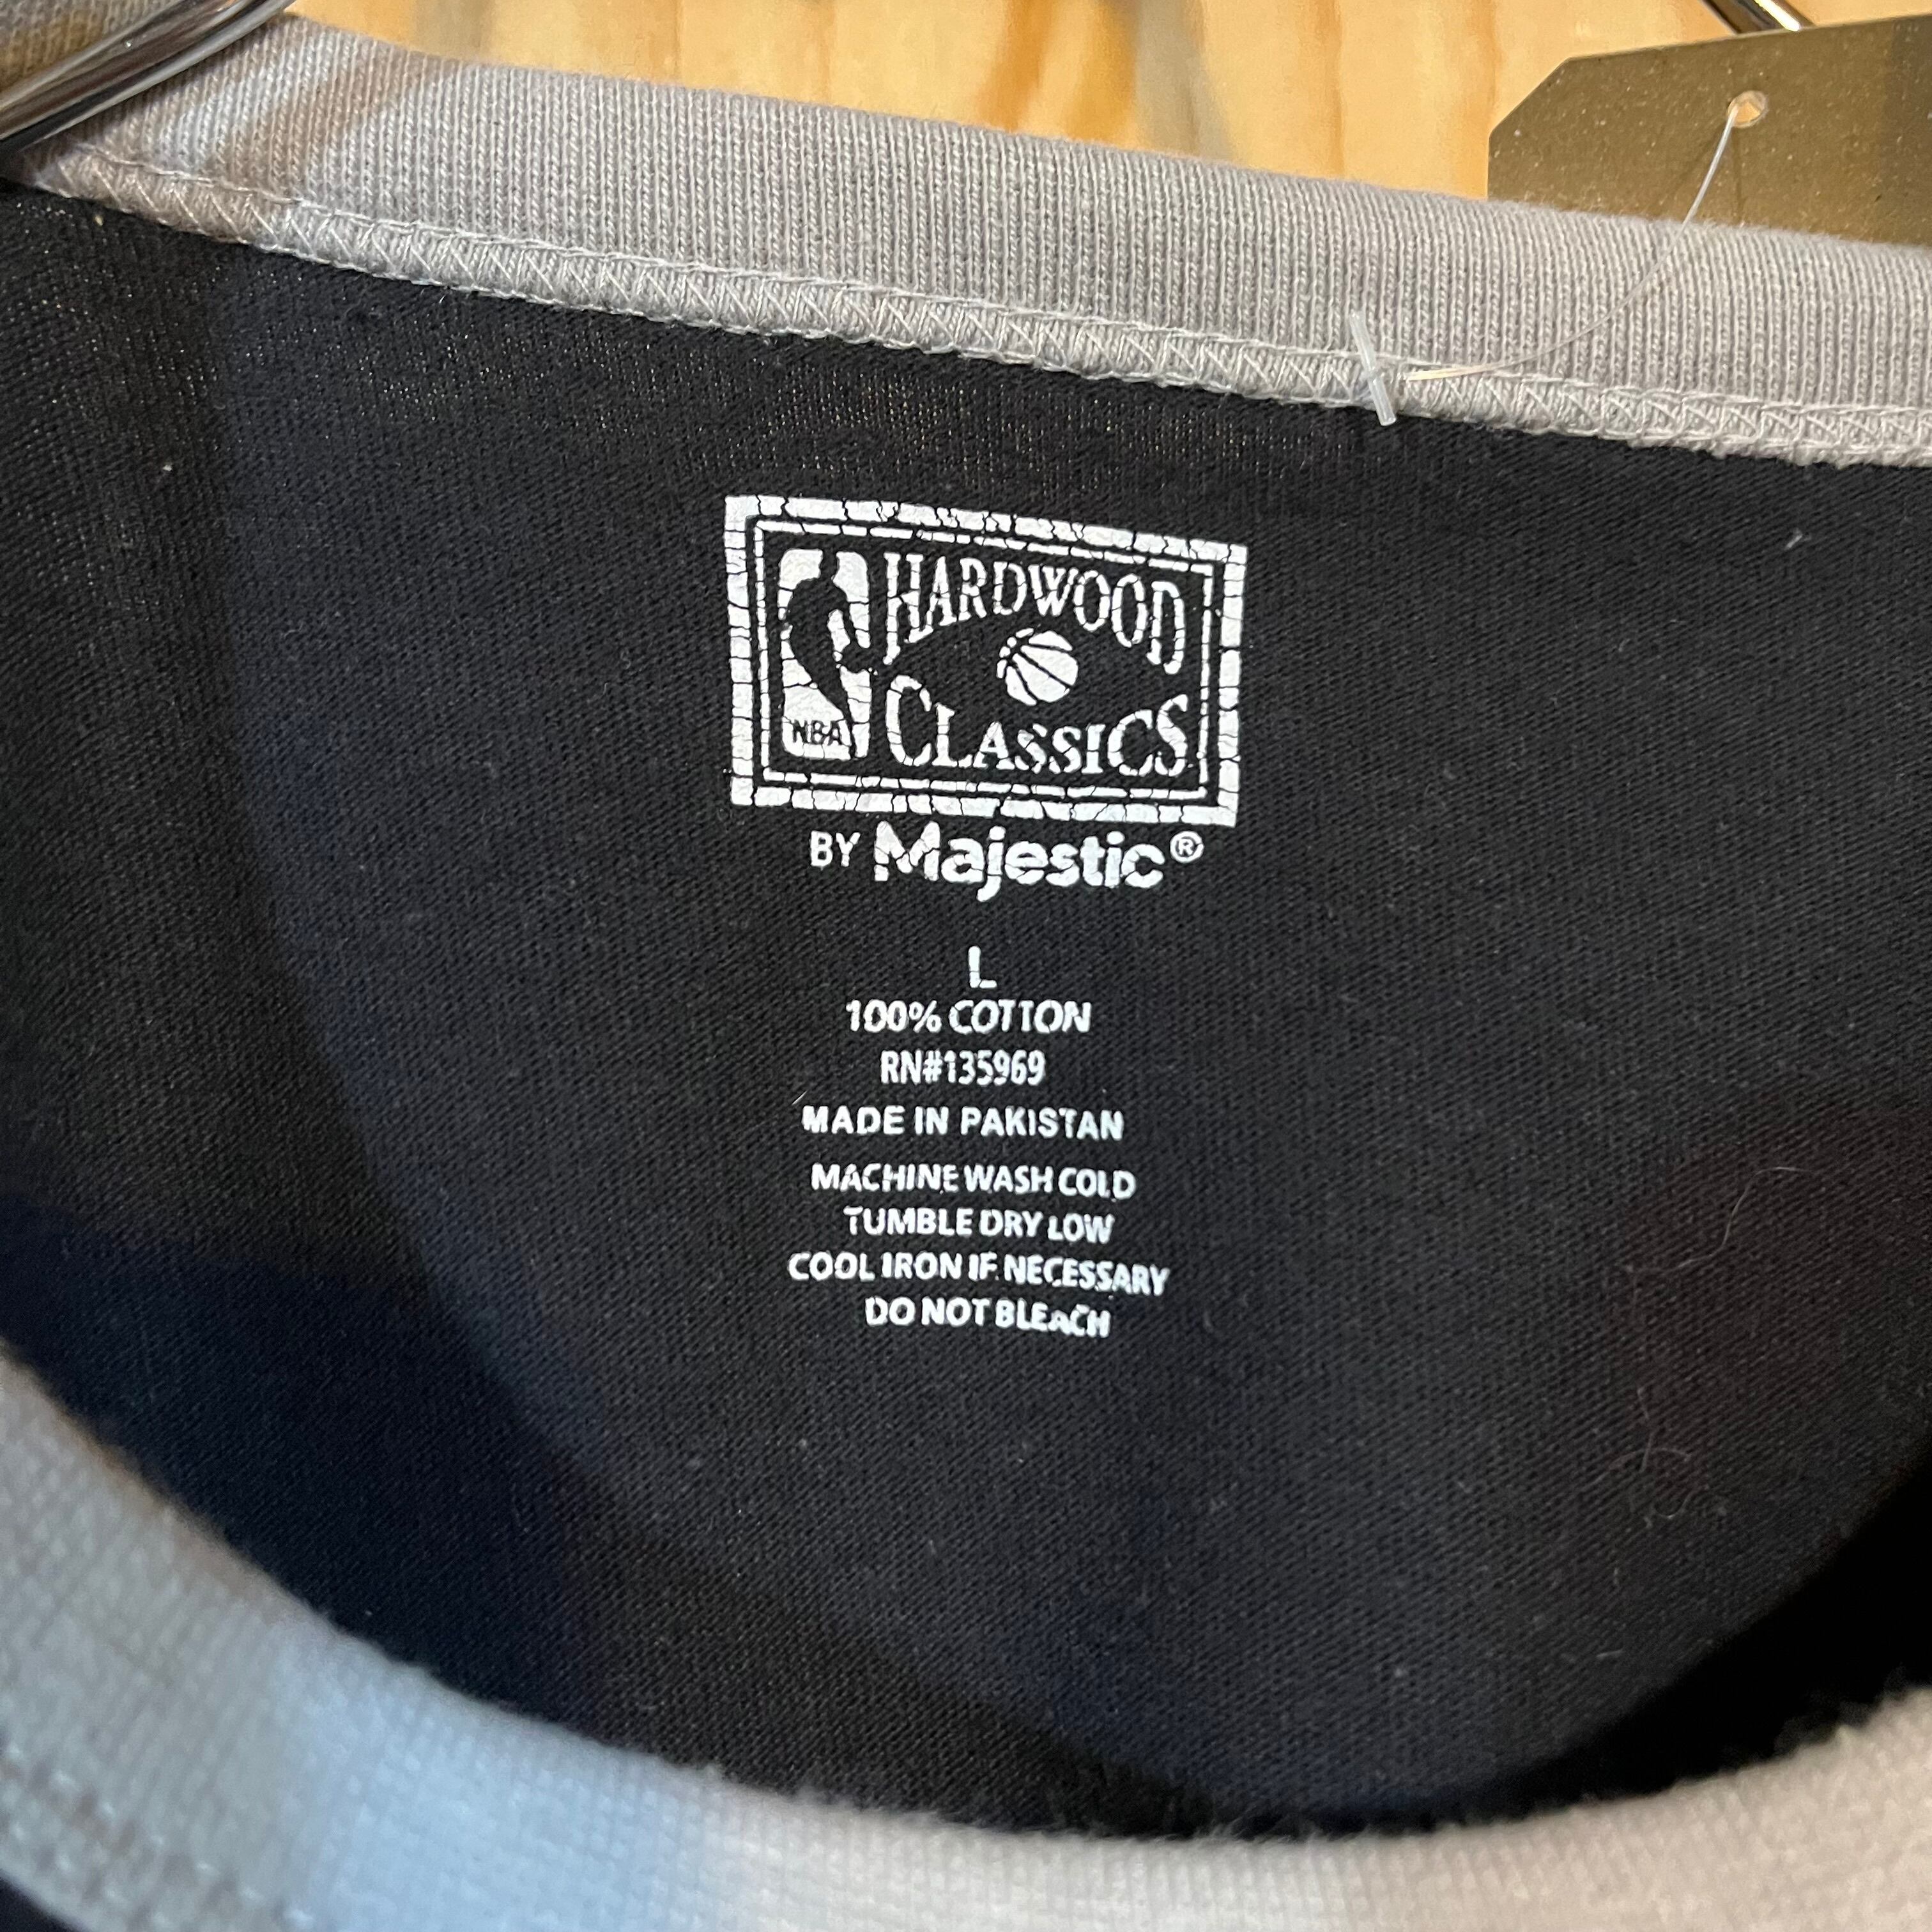 HARDWOOD
CLASSICS
NBA
BY Majestic®
L
100% COTTON
RN#135969
MADE IN PAKISTAN
MACHINE WASH COLD
TUMBLE DRY LOW
COOL IRON IF NECESSARY
DO NOT BLEACH